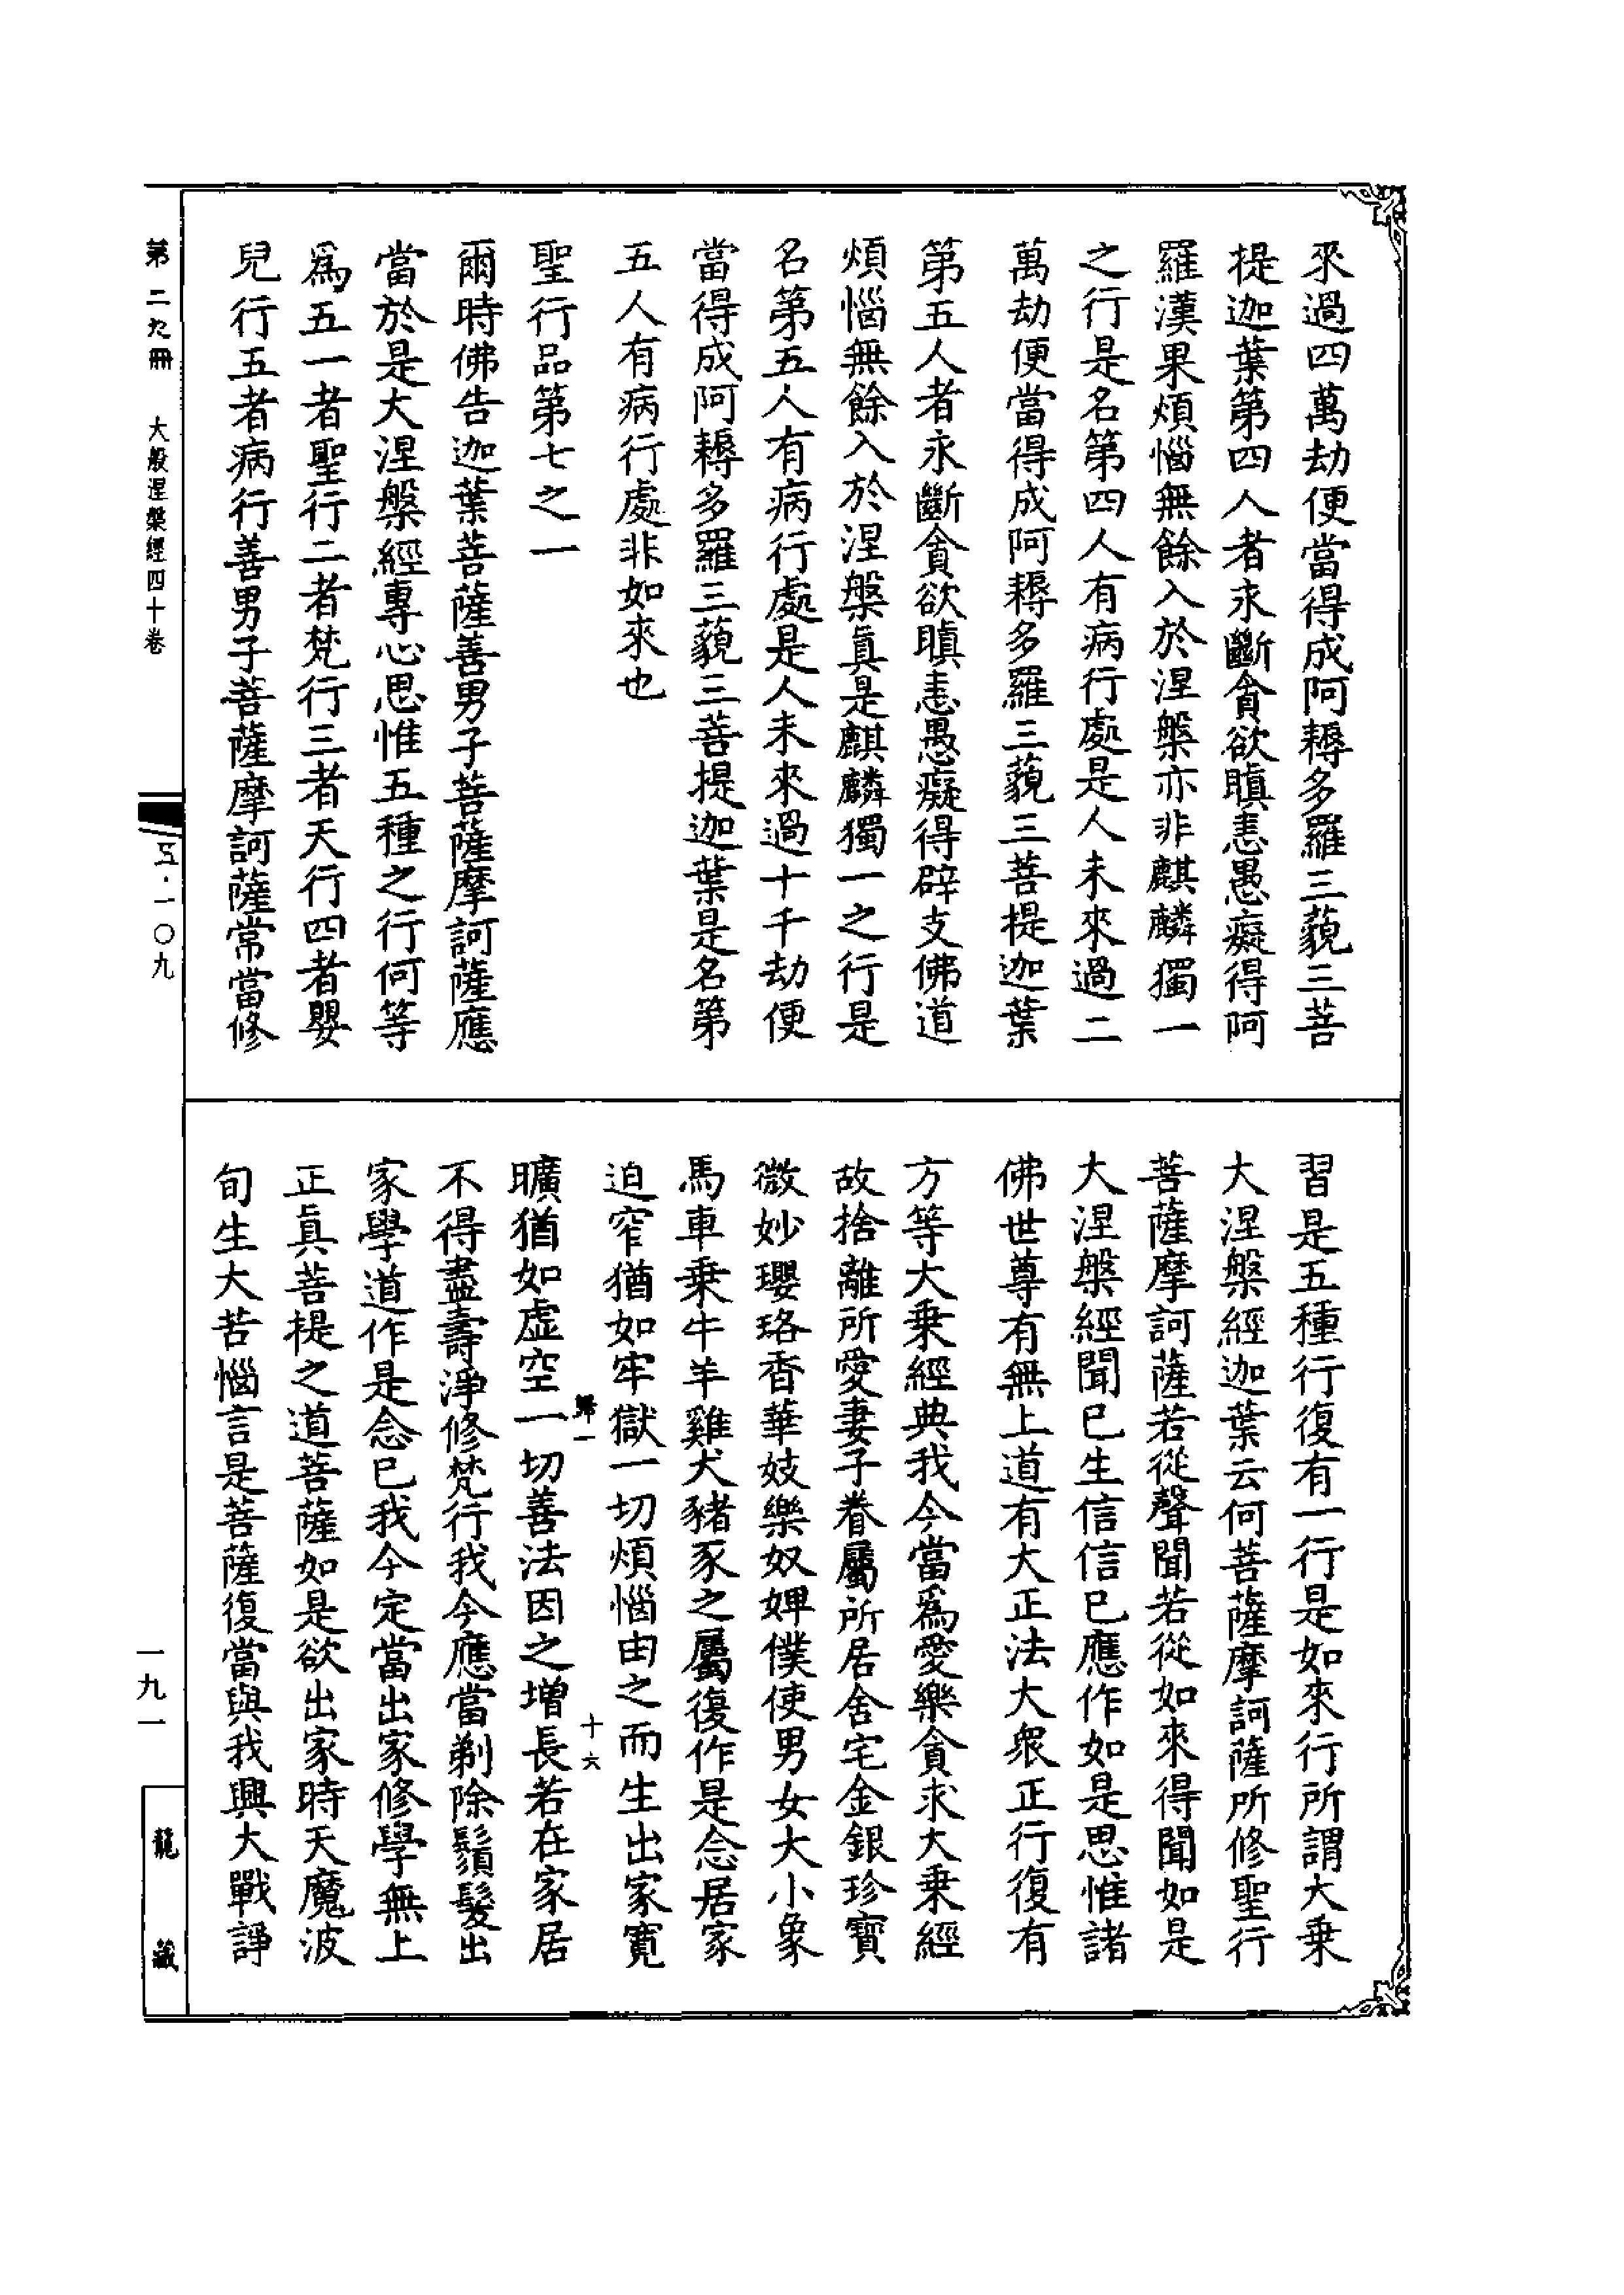 來過四萬劫便當得成阿耨多羅三藐三菩
提迦葉第四人者永斷貪欲瞋恚愚癡得阿
羅漢果煩惱無餘入於涅槃亦非麒麟獨一
之行是名第四人有病行處是人未來過二
萬劫便當得成阿耨多羅三藐三菩提迦葉
第五人者永斷貪欲瞋恚愚癡得辟支佛道
煩惱無餘入於涅槃眞是麒麟獨一之行是
名第五人有病行處是人未來過十千劫便
當得成阿耨多羅三藐三菩提迦葉是名第
五人有病行處非如來也
聖行品第七之一
爾時佛告迦葉菩薩善男子菩薩摩訶薩應
當於是大涅槃經專心思惟五種之行何等
爲五一者聖行二者梵行三者天行四者嬰
兒行五者病行善男子菩薩摩訶薩常當修
習是五種行復有一行是如來行所謂大乗
大涅槃經迦葉云何菩薩摩訶薩所修聖行
菩薩摩訶薩若從聲聞若從如來得聞如是
大涅槃經聞已生信信已應作如是思惟諸
佛世尊有無上道有大正法大衆正行復有
方等大乗經典我今當爲愛樂貪求大乗經
故捨離所愛妻子眷屬所居舍宅金銀珍寶
微妙瓔珞香華妓樂奴婢僕使男女大小象
馬車乗牛羊雞犬豬豕之屬復作是念居家
迫窄猶如牢獄一切煩惱由之而生出家寬
歸一
十六
曠猶如虛空一切善法因之增長若在家居
不得盡壽淨修梵行我今應當剃除鬚髮出
家學道作是念已我今定當出家修學無上
正眞菩提之道菩薩如是欲出家時天魔波
旬生大苦惱言是菩薩復當與我興大戰諍
第二九冊
大般涅槃經四十卷
五·一〇九
一九一
龍藏